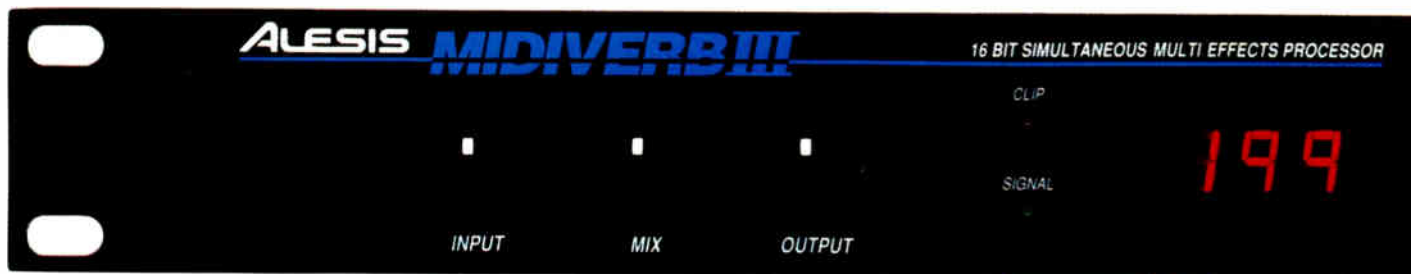 ALESIS MIDIVERB III
16 BIT SIMULTANEOUS MULTI EFFECTS PROCESSOR
CLIP
199
SIGNAL
INPUT MIX OUTPUT